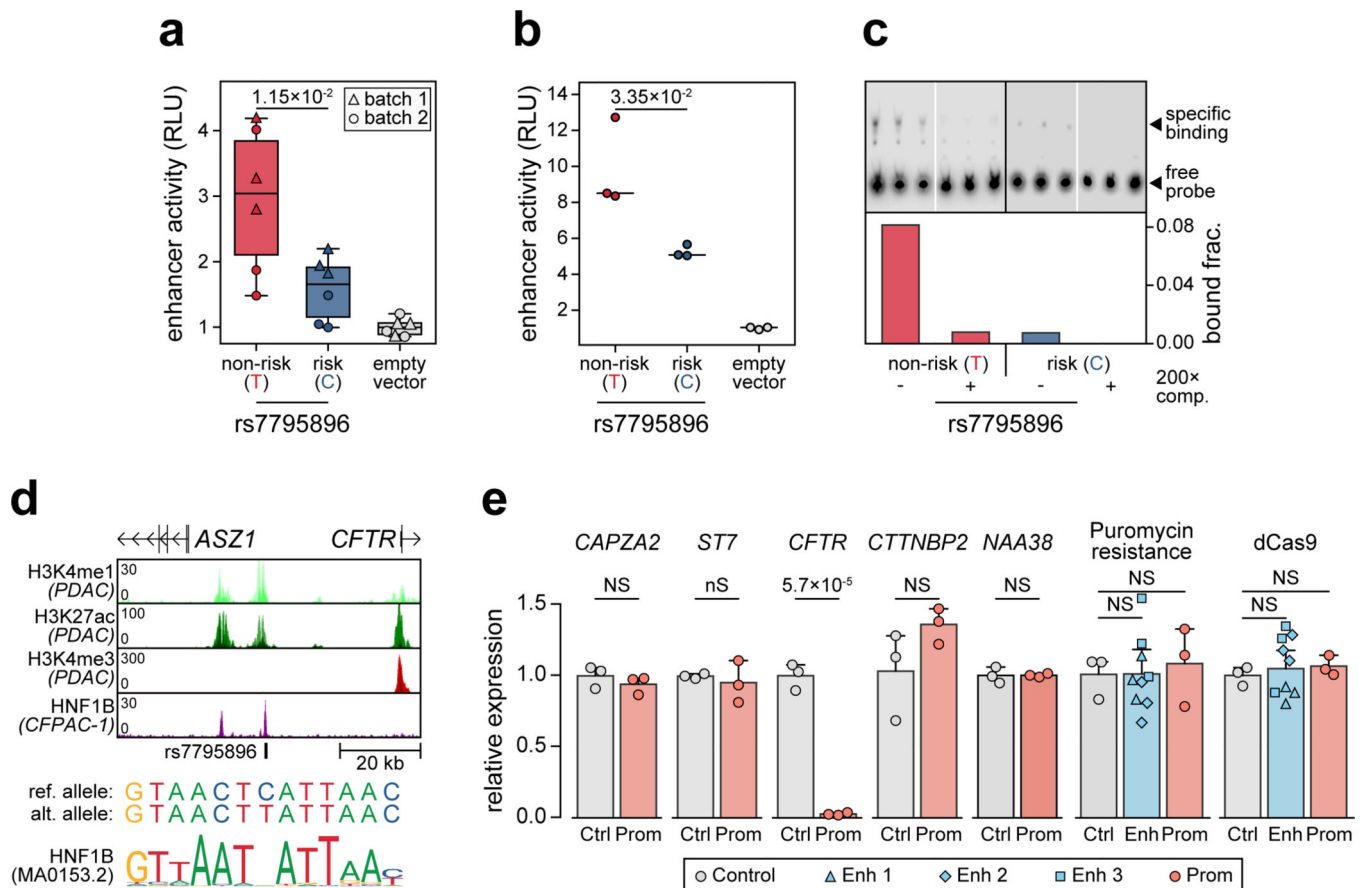 a
enhancer activity (RLU)
4
3
2
1
1.15×10-2
batch 1
batch 2
non-risk
(T)
risk
(C)
empty
vector
rs7795896
b
enhancer activity (RLU)
14
12
10
8
6
4
2
3.35×10-2
non-risk
(T)
risk
(C)
empty
vector
rs7795896
c
specific
binding
free
probe
0.08
0.04
0.00
bound frac.
non-risk (T)
risk (C)
- + - +
200×
comp.
rs7795896
d
ASZ1 CFTR
H3K4me1
(PDAC)
30
0
H3K27ac
(PDAC)
100
0
H3K4me3
(PDAC)
300
0
HNF1B
(CFPAC-1)
30
0
rs7795896
20 kb
ref. allele: GTAACTCATTAAC
alt. allele: GTAACTTATTAAC
HNF1B
(MA0153.2)
GTTAAT ATTAAC
e
relative expression
1.5
1.0
0.5
0.0
CAPZA2
NS
Ctrl Prom
ST7
nS
Ctrl Prom
CFTR
5.7×10-5
Ctrl Prom
CTTNBP2
NS
Ctrl Prom
NAA38
NS
Ctrl Prom
Puromycin
resistance
NS
NS
Ctrl Enh Prom
dCas9
NS
NS
Ctrl Enh Prom
Control Enh 1 Enh 2 Enh 3 Prom